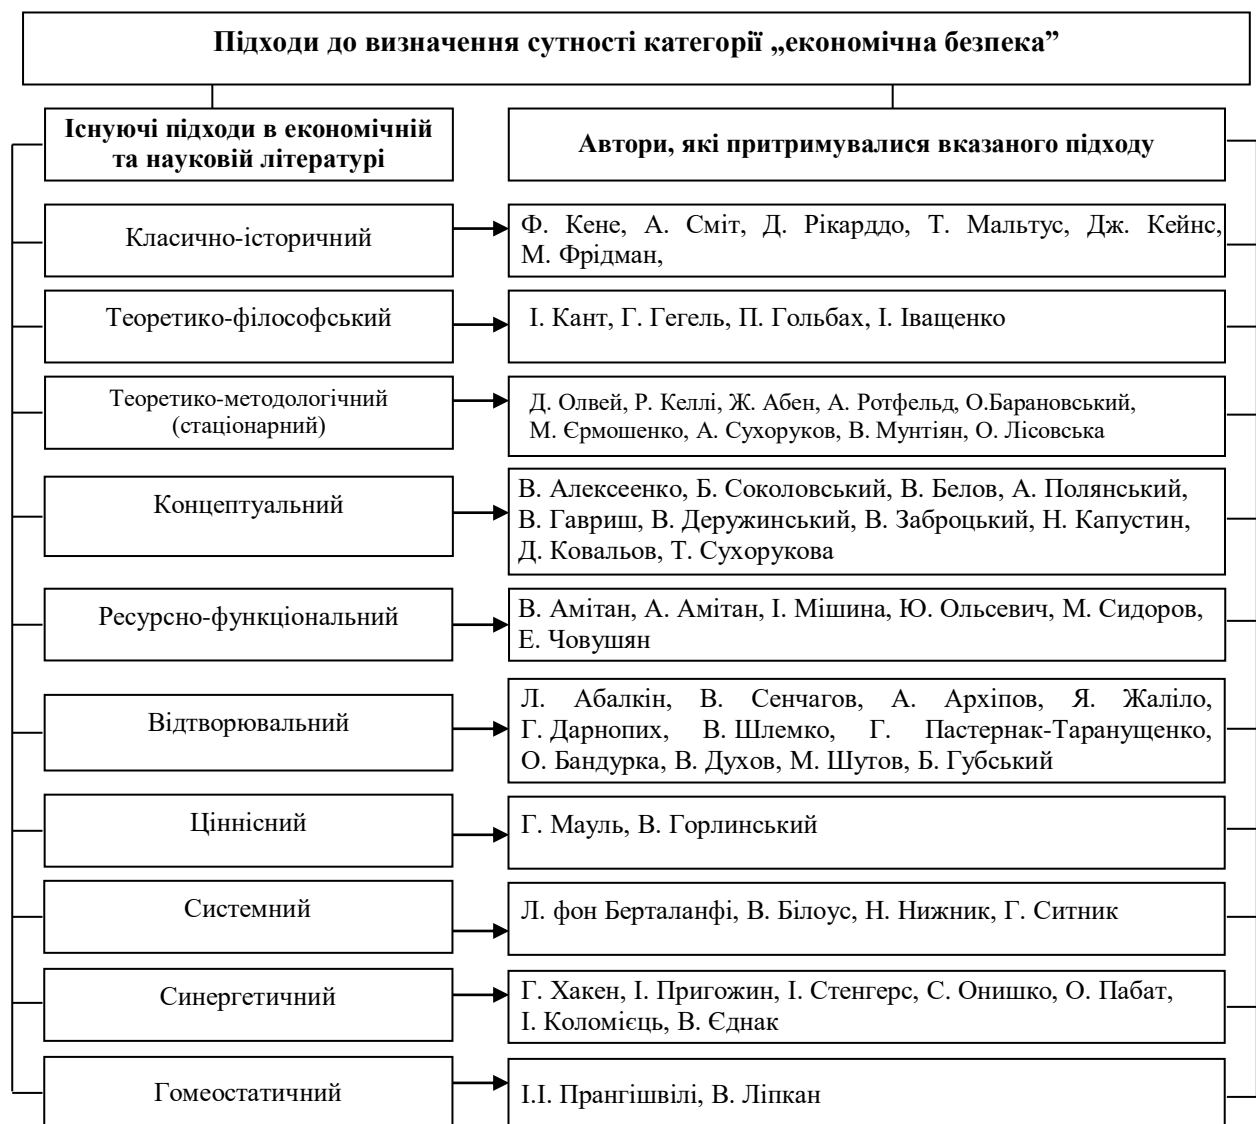 Підходи до визначення сутності категорії „економічна безпека”
Існуючі підходи в економічній
та науковій літературі
Автори, які притримувалися вказаного підходу
Класично-історичний
Ф. Кене, А. Сміт, Д. Рікарддо, Т. Мальтус, Дж. Кейнс,
М. Фрідман,
Теоретико-філософський
І. Кант, Г. Гегель, П. Гольбах, І. Іващенко
Теоретико-методологічний
(стаціонарний)
Д. Олвей, Р. Келлі, Ж. Абен, А. Ротфельд, О.Барановський,
М. Єрмошенко, А. Сухоруков, В. Мунтіян, О. Лісовська
Концептуальний
В. Алексеенко, Б. Соколовський, В. Белов, А. Полянський,
В. Гавриш, В. Деружинський, В. Заброцький, Н. Капустин,
Д. Ковальов, Т. Сухорукова
Ресурсно-функціональний
В. Амітан, А. Амітан, І. Мішина, Ю. Ольсевич, М. Сидоров,
Е. Човушян
Відтворювальний
Л. Абалкін, В. Сенчагов, А. Архіпов, Я. Жаліло,
Г. Дарнопих, В. Шлемко, Г. Пастернак-Таранущенко,
О. Бандурка, В. Духов, М. Шутов, Б. Губський
Ціннісний
Г. Мауль, В. Горлинський
Системний
Л. фон Берталанфі, В. Білоус, Н. Нижник, Г. Ситник
Синергетичний
Г. Хакен, І. Пригожин, І. Стенгерс, С. Онишко, О. Пабат,
І. Коломієць, В. Єднак
Гомеостатичний
І.І. Прангішвілі, В. Ліпкан